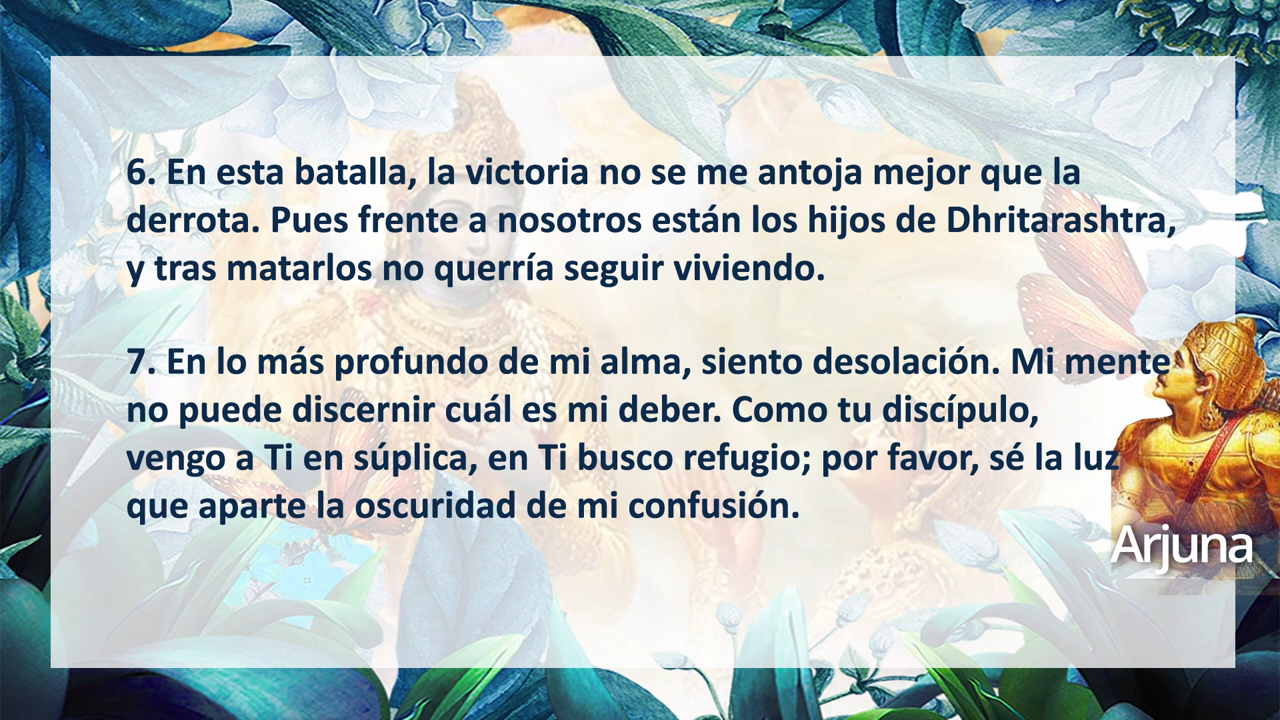 6. En esta batalla, la victoria no se me antoja mejor que la
derrota. Pues frente a nosotros están los hijos de Dhritarashtra,
y tras matarlos no querría seguir viviendo.
7. En lo más profundo de mi alma, siento desolación. Mi mente
no puede discernir cuál es mi deber. Como tu discípulo,
vengo a Ti en súplica, en Ti busco refugio; por favor, sé la luz
que aparte la oscuridad de mi confusión.
Arjuna